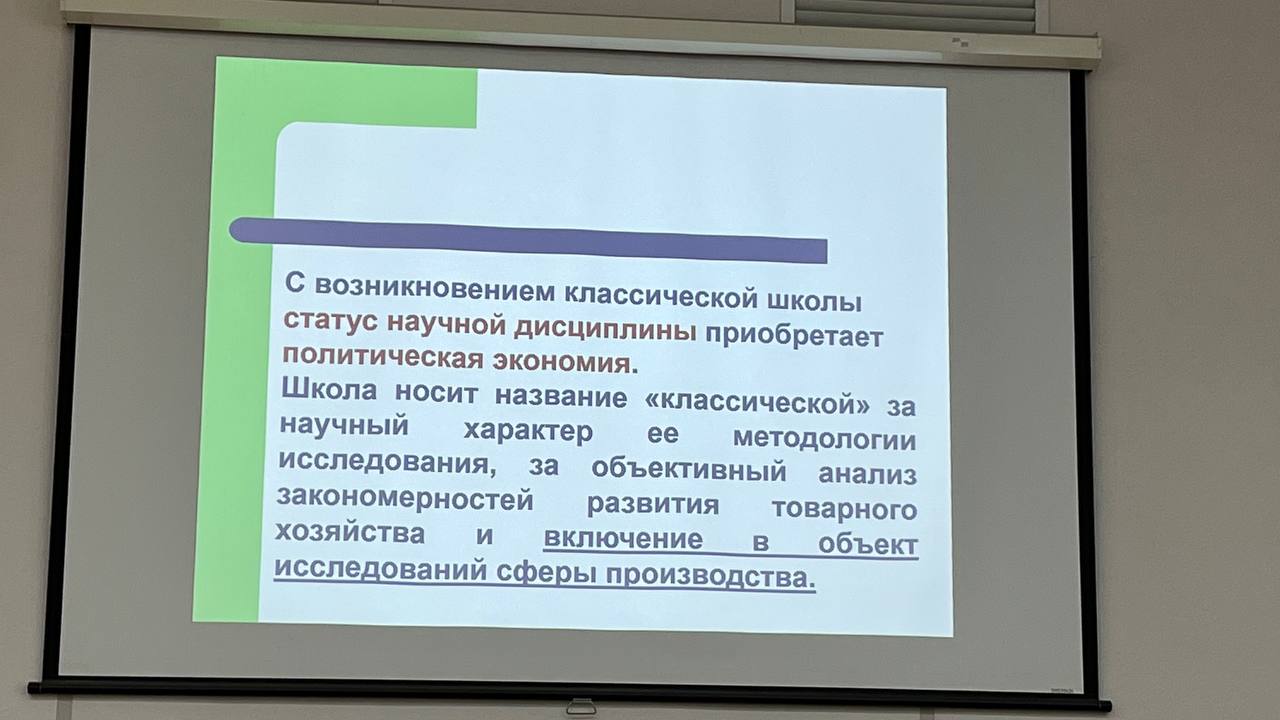 С возникновением классической школы
статус научной дисциплины приобретает
политическая экономия.
Школа носит название «классической» за
научный характер ее методологии
исследования, за объективный анализ
закономерностей развития товарного
хозяйства и включение в объект
исследований сферы производства.